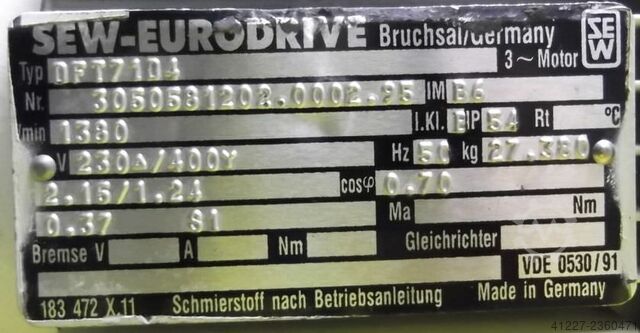 SEW-EURODRIVE Bruchsal/Germany SEW
Typ DFT71D4 3~Motor
Nr. 3050581202.0002.95 IM B6
/min 1380 I.Kl. IP 54 Rt °C
V 230Δ/400Y Hz 50 kg 27.380
2.15/1.24 cosφ 0.70
0.37 S1 Ma Nm
Bremse V A Nm Gleichrichter
VDE 0530/91
183 472 X.11 Schmierstoff nach Betriebsanleitung Made in Germany
41227-2360471